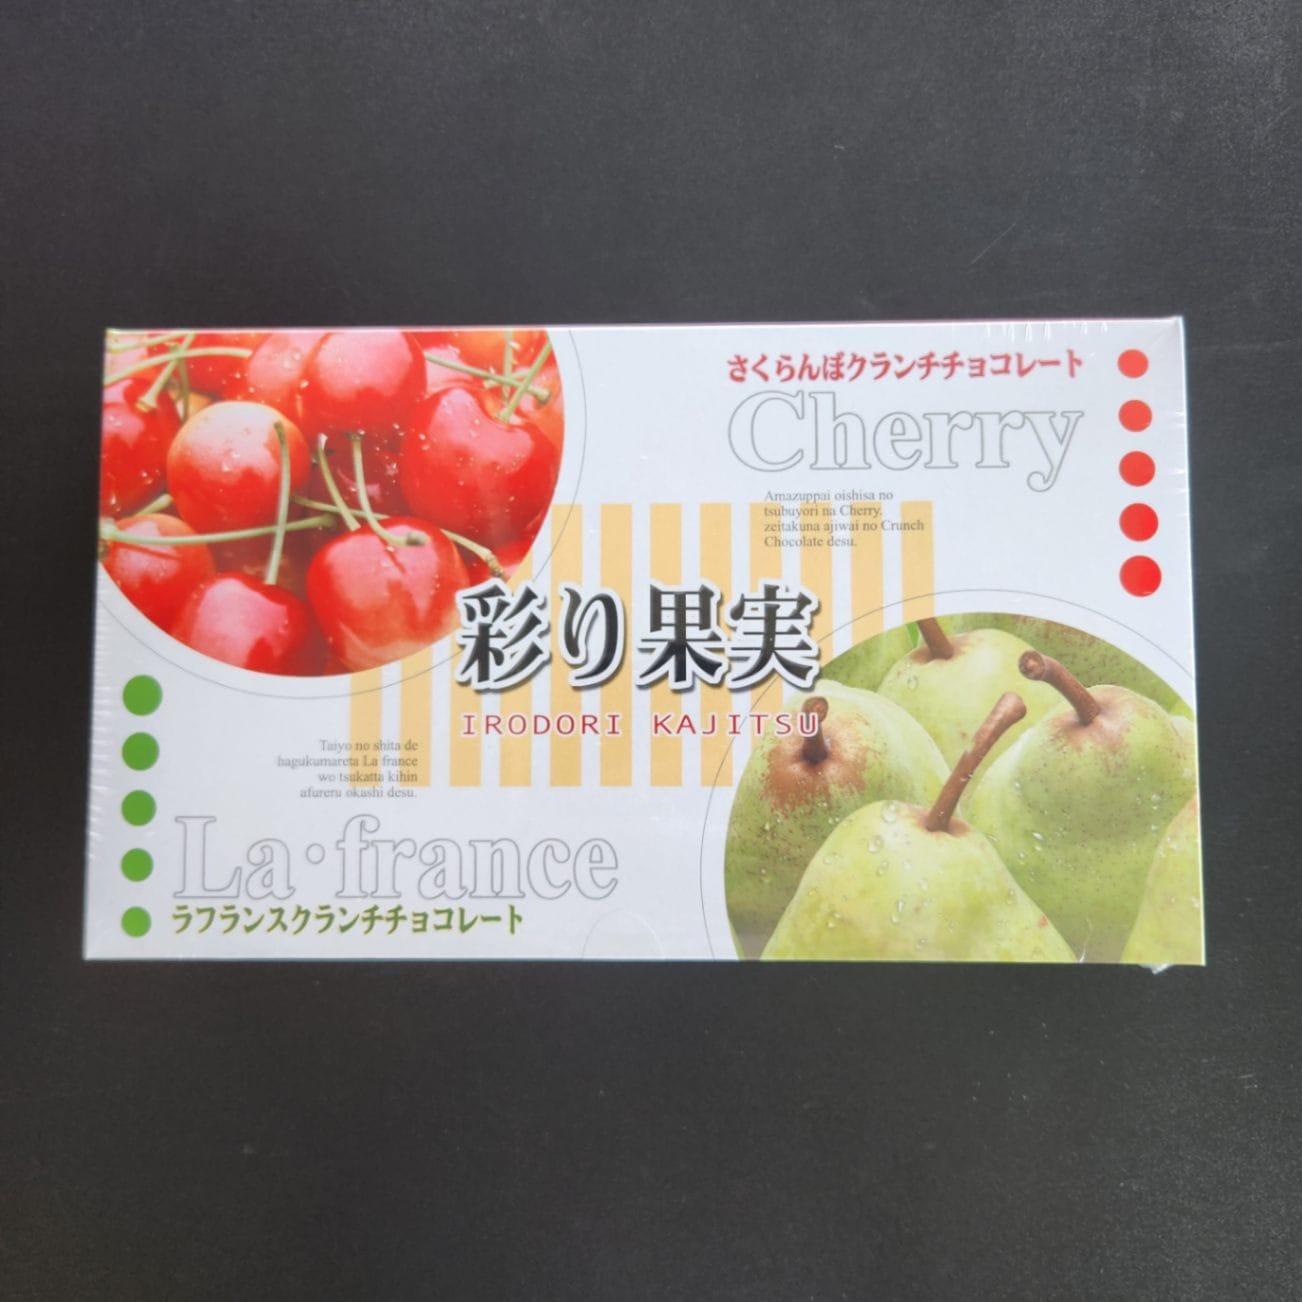 さくらんぼクランチチョコレート
Cherry
Amazuppai oishisa no
tsubuyori na Cherry.
zeitakuna ajiwai no Crunch
Chocolate desu.
彩り果実
IRODORI KAJITSU
Taiyo no shita de
hagukumareta La france
wo tsukatta kihin
afureru okashi desu.
La・france
ラフランスクランチチョコレート